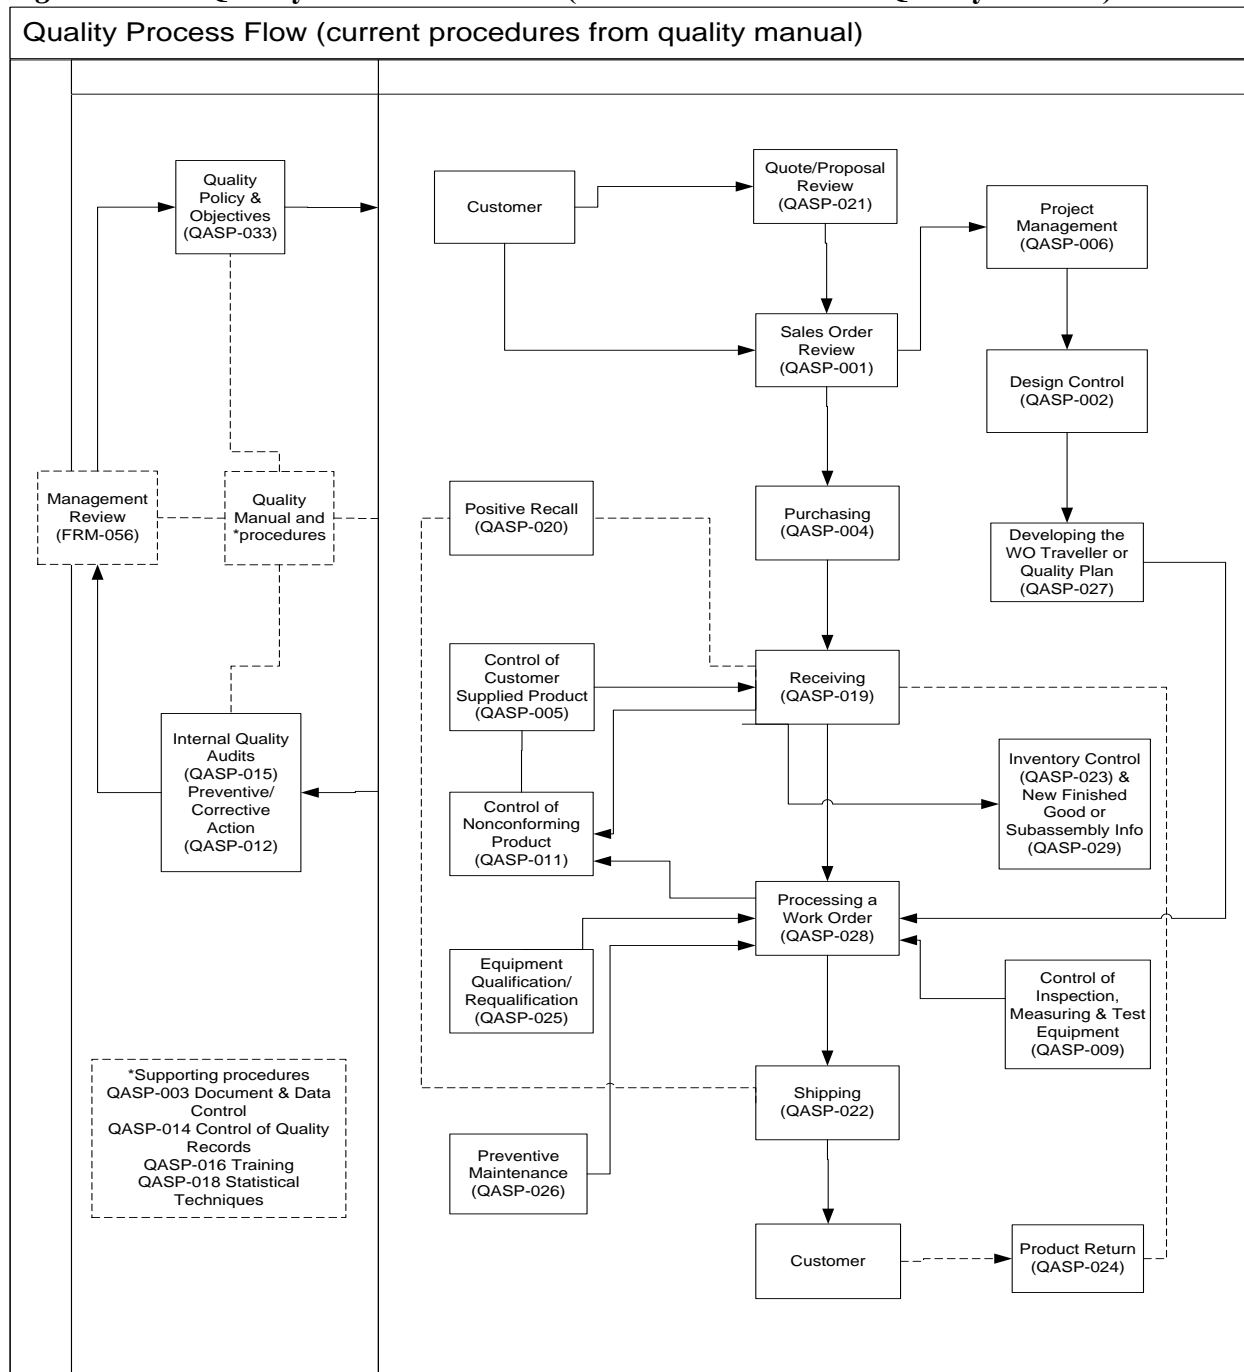 Quality Process Flow (current procedures from quality manual)
Quality
Policy &
Objectives
(QASP-033)
Customer
Quote/Proposal
Review
(QASP-021)
Project
Management
(QASP-006)
Sales Order
Review
(QASP-001)
Design Control
(QASP-002)
Management
Review
(FRM-056)
Quality
Manual and
*procedures
Positive Recall
(QASP-020)
Purchasing
(QASP-004)
Developing the
WO Traveller or
Quality Plan
(QASP-027)
Control of
Customer
Supplied Product
(QASP-005)
Receiving
(QASP-019)
Internal Quality
Audits
(QASP-015)
Preventive/
Corrective
Action
(QASP-012)
Inventory Control
(QASP-023) &
New Finished
Good or
Subassembly Info
(QASP-029)
Control of
Nonconforming
Product
(QASP-011)
Processing a
Work Order
(QASP-028)
Equipment
Qualification/
Requalification
(QASP-025)
Control of
Inspection,
Measuring & Test
Equipment
(QASP-009)
*Supporting procedures
QASP-003 Document & Data
Control
QASP-014 Control of Quality
Records
QASP-016 Training
QASP-018 Statistical
Techniques
Shipping
(QASP-022)
Preventive
Maintenance
(QASP-026)
Customer
Product Return
(QASP-024)